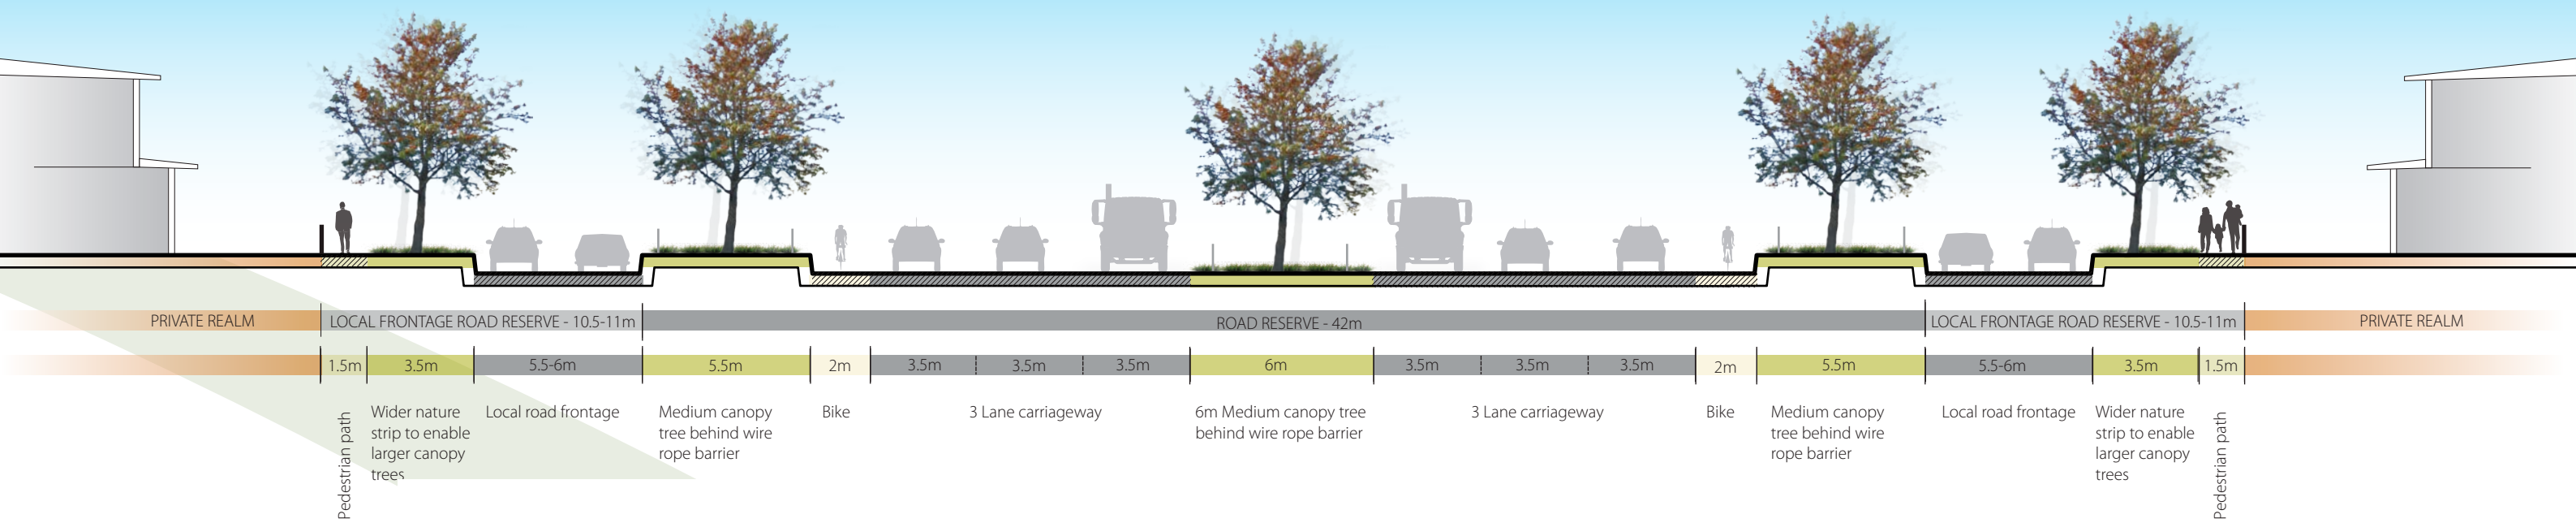 PRIVATE REALM
LOCAL FRONTAGE ROAD RESERVE - 10.5-11m
ROAD RESERVE - 42m
LOCAL FRONTAGE ROAD RESERVE - 10.5-11m
PRIVATE REALM
1.5m
3.5m
5.5-6m
5.5m
2m
3.5m
3.5m
3.5m
6m
3.5m
3.5m
3.5m
2m
5.5m
5.5-6m
3.5m
1.5m
Pedestrian path
Wider nature
strip to enable
larger canopy
trees
Local road frontage
Medium canopy
tree behind wire
rope barrier
Bike
3 Lane carriageway
6m Medium canopy tree
behind wire rope barrier
3 Lane carriageway
Bike
Medium canopy
tree behind wire
rope barrier
Local road frontage
Wider nature
strip to enable
larger canopy
trees
Pedestrian path